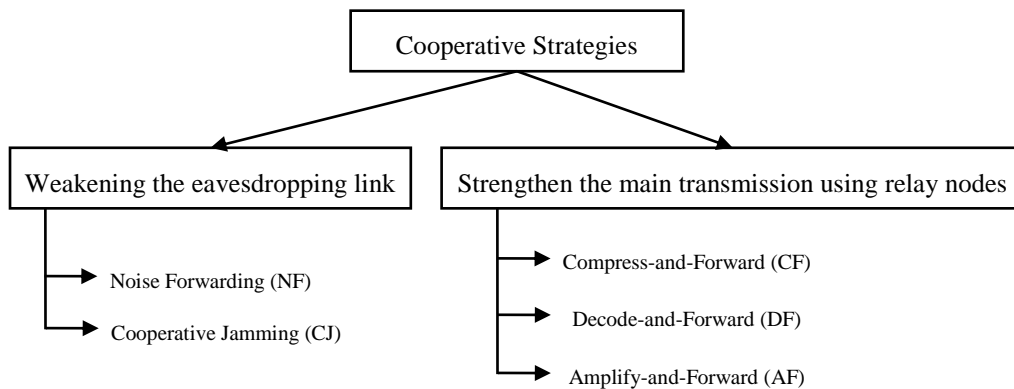 Cooperative Strategies
Weakening the eavesdropping link
Strengthen the main transmission using relay nodes
Noise Forwarding (NF)
Cooperative Jamming (CJ)
Compress-and-Forward (CF)
Decode-and-Forward (DF)
Amplify-and-Forward (AF)